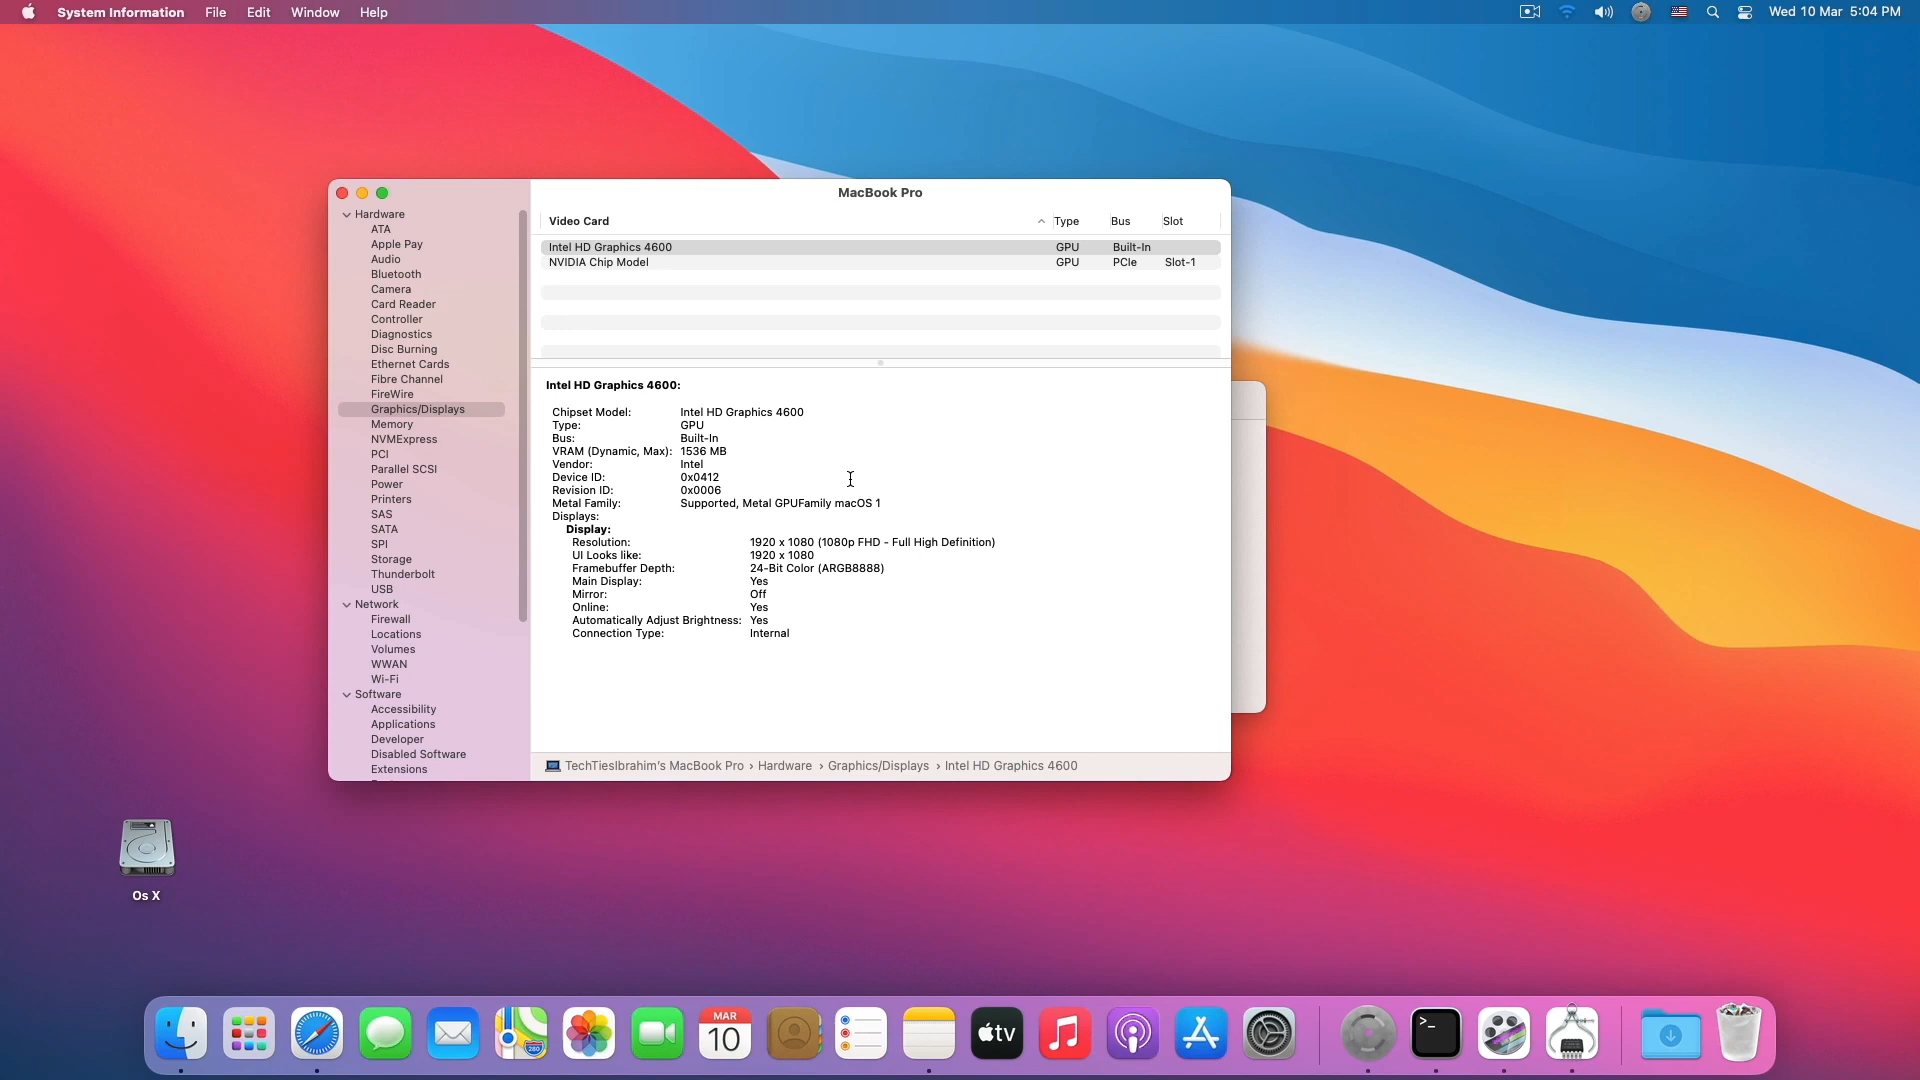 System Information File Edit Window Help
Wed 10 Mar 5:04 PM
MacBook Pro
Hardware
ATA
Apple Pay
Audio
Bluetooth
Camera
Card Reader
Controller
Diagnostics
Disc Burning
Ethernet Cards
Fibre Channel
FireWire
Graphics/Displays
Memory
NVMExpress
PCI
Parallel SCSI
Power
Printers
SAS
SATA
SPI
Storage
Thunderbolt
USB
Network
Firewall
Locations
Volumes
WWAN
Wi-Fi
Software
Accessibility
Applications
Developer
Disabled Software
Extensions
Video Card Type Bus Slot
Intel HD Graphics 4600 GPU Built-In
NVIDIA Chip Model GPU PCIe Slot-1
Intel HD Graphics 4600:
Chipset Model: Intel HD Graphics 4600
Type: GPU
Bus: Built-In
VRAM (Dynamic, Max): 1536 MB
Vendor: Intel
Device ID: 0x0412
Revision ID: 0x0006
Metal Family: Supported, Metal GPUFamily macOS 1
Displays:
Display:
Resolution: 1920 x 1080 (1080p FHD - Full High Definition)
UI Looks like: 1920 x 1080
Framebuffer Depth: 24-Bit Color (ARGB8888)
Main Display: Yes
Mirror: Off
Online: Yes
Automatically Adjust Brightness: Yes
Connection Type: Internal
TechTiesIbrahim's MacBook Pro › Hardware › Graphics/Displays › Intel HD Graphics 4600
Os X
280
MAR
10
tv
>_